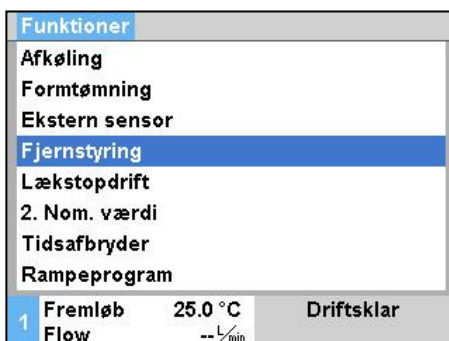 Funktioner
Afkøling
Formtømning
Ekstern sensor
Fjernstyring
Lækstopdrift
2. Nom. værdi
Tidsafbryder
Rampeprogram
1 Fremløb 25.0 °C Driftsklar
Flow -- L/min